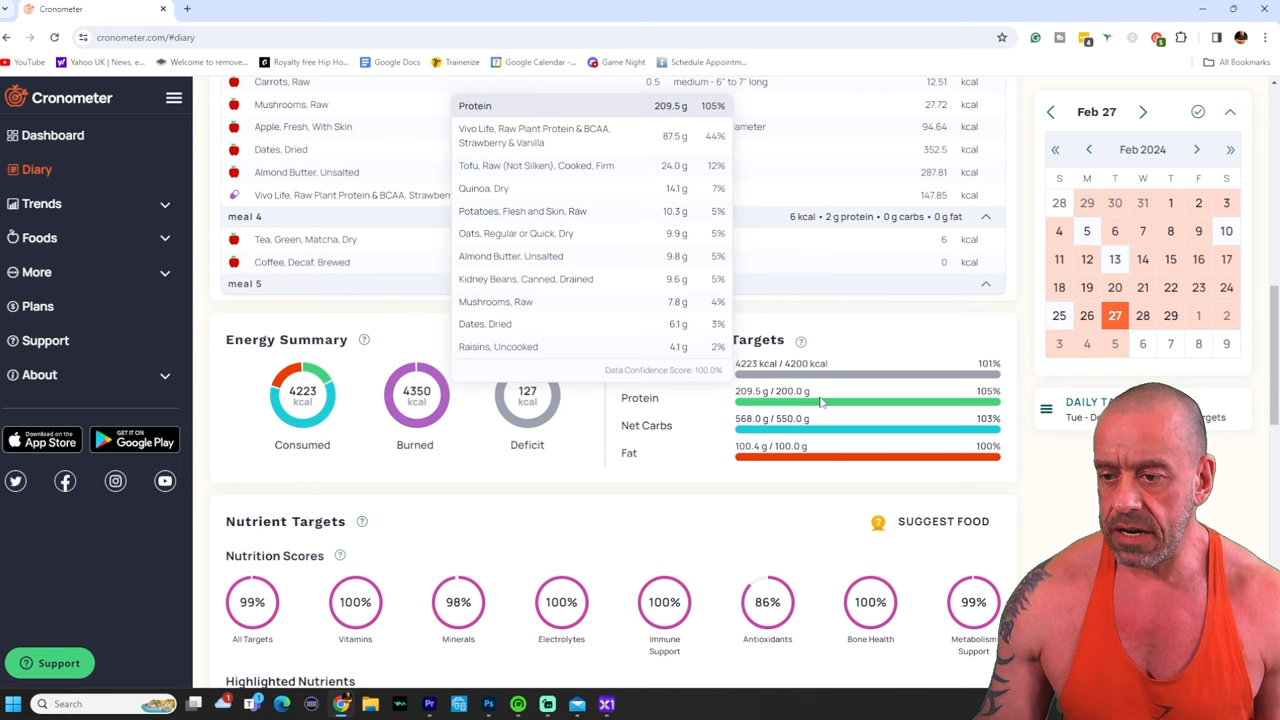 Cronometer
cronometer.com/#diary
YouTube
Yahoo UK | News, e...
Welcome to remove...
Royalty free Hip Ho...
Google Docs
Trainerize
Google Calendar -...
Game Night
Schedule Appointm...
All Bookmarks
Cronometer
Dashboard
Diary
Trends
Foods
More
Plans
Support
About
Download on the
App Store
GET IT ON
Google Play
Support
Carrots, Raw 0.5 medium - 6" to 7" long 12.51 kcal
Mushrooms, Raw 27.72 kcal
Apple, Fresh, With Skin 94.64 kcal
Dates, Dried 352.5 kcal
Almond Butter, Unsalted 287.81 kcal
Vivo Life, Raw Plant Protein & BCAA, Strawberr 147.85 kcal
meal 4 6 kcal • 2 g protein • 0 g carbs • 0 g fat
Tea, Green, Matcha, Dry 6 kcal
Coffee, Decaf, Brewed 0 kcal
meal 5
Protein 209.5 g 105%
Vivo Life, Raw Plant Protein & BCAA,
Strawberry & Vanilla 87.5 g 44%
Tofu, Raw (Not Silken), Cooked, Firm 24.0 g 12%
Quinoa, Dry 14.1 g 7%
Potatoes, Flesh and Skin, Raw 10.3 g 5%
Oats, Regular or Quick, Dry 9.9 g 5%
Almond Butter, Unsalted 9.8 g 5%
Kidney Beans, Canned, Drained 9.6 g 5%
Mushrooms, Raw 7.8 g 4%
Dates, Dried 6.1 g 3%
Raisins, Uncooked 4.1 g 2%
Data Confidence Score: 100.0%
Energy Summary
4223
kcal
Consumed
4350
kcal
Burned
127
kcal
Deficit
Targets
4223 kcal / 4200 kcal 101%
Protein 209.5 g / 200.0 g 105%
Net Carbs 568.0 g / 550.0 g 103%
Fat 100.4 g / 100.0 g 100%
Nutrient Targets
SUGGEST FOOD
Nutrition Scores
99% 100% 98% 100% 100% 86% 100% 99%
All Targets Vitamins Minerals Electrolytes Immune Support Antioxidants Bone Health Metabolism Support
Highlighted Nutrients
Feb 27
Feb 2024
S M T W T F S
28 29 30 31 1 2 3
4 5 6 7 8 9 10
11 12 13 14 15 16 17
18 19 20 21 22 23 24
25 26 27 28 29 1 2
3 4 5 6 7 8 9
DAILY
Tue
Search